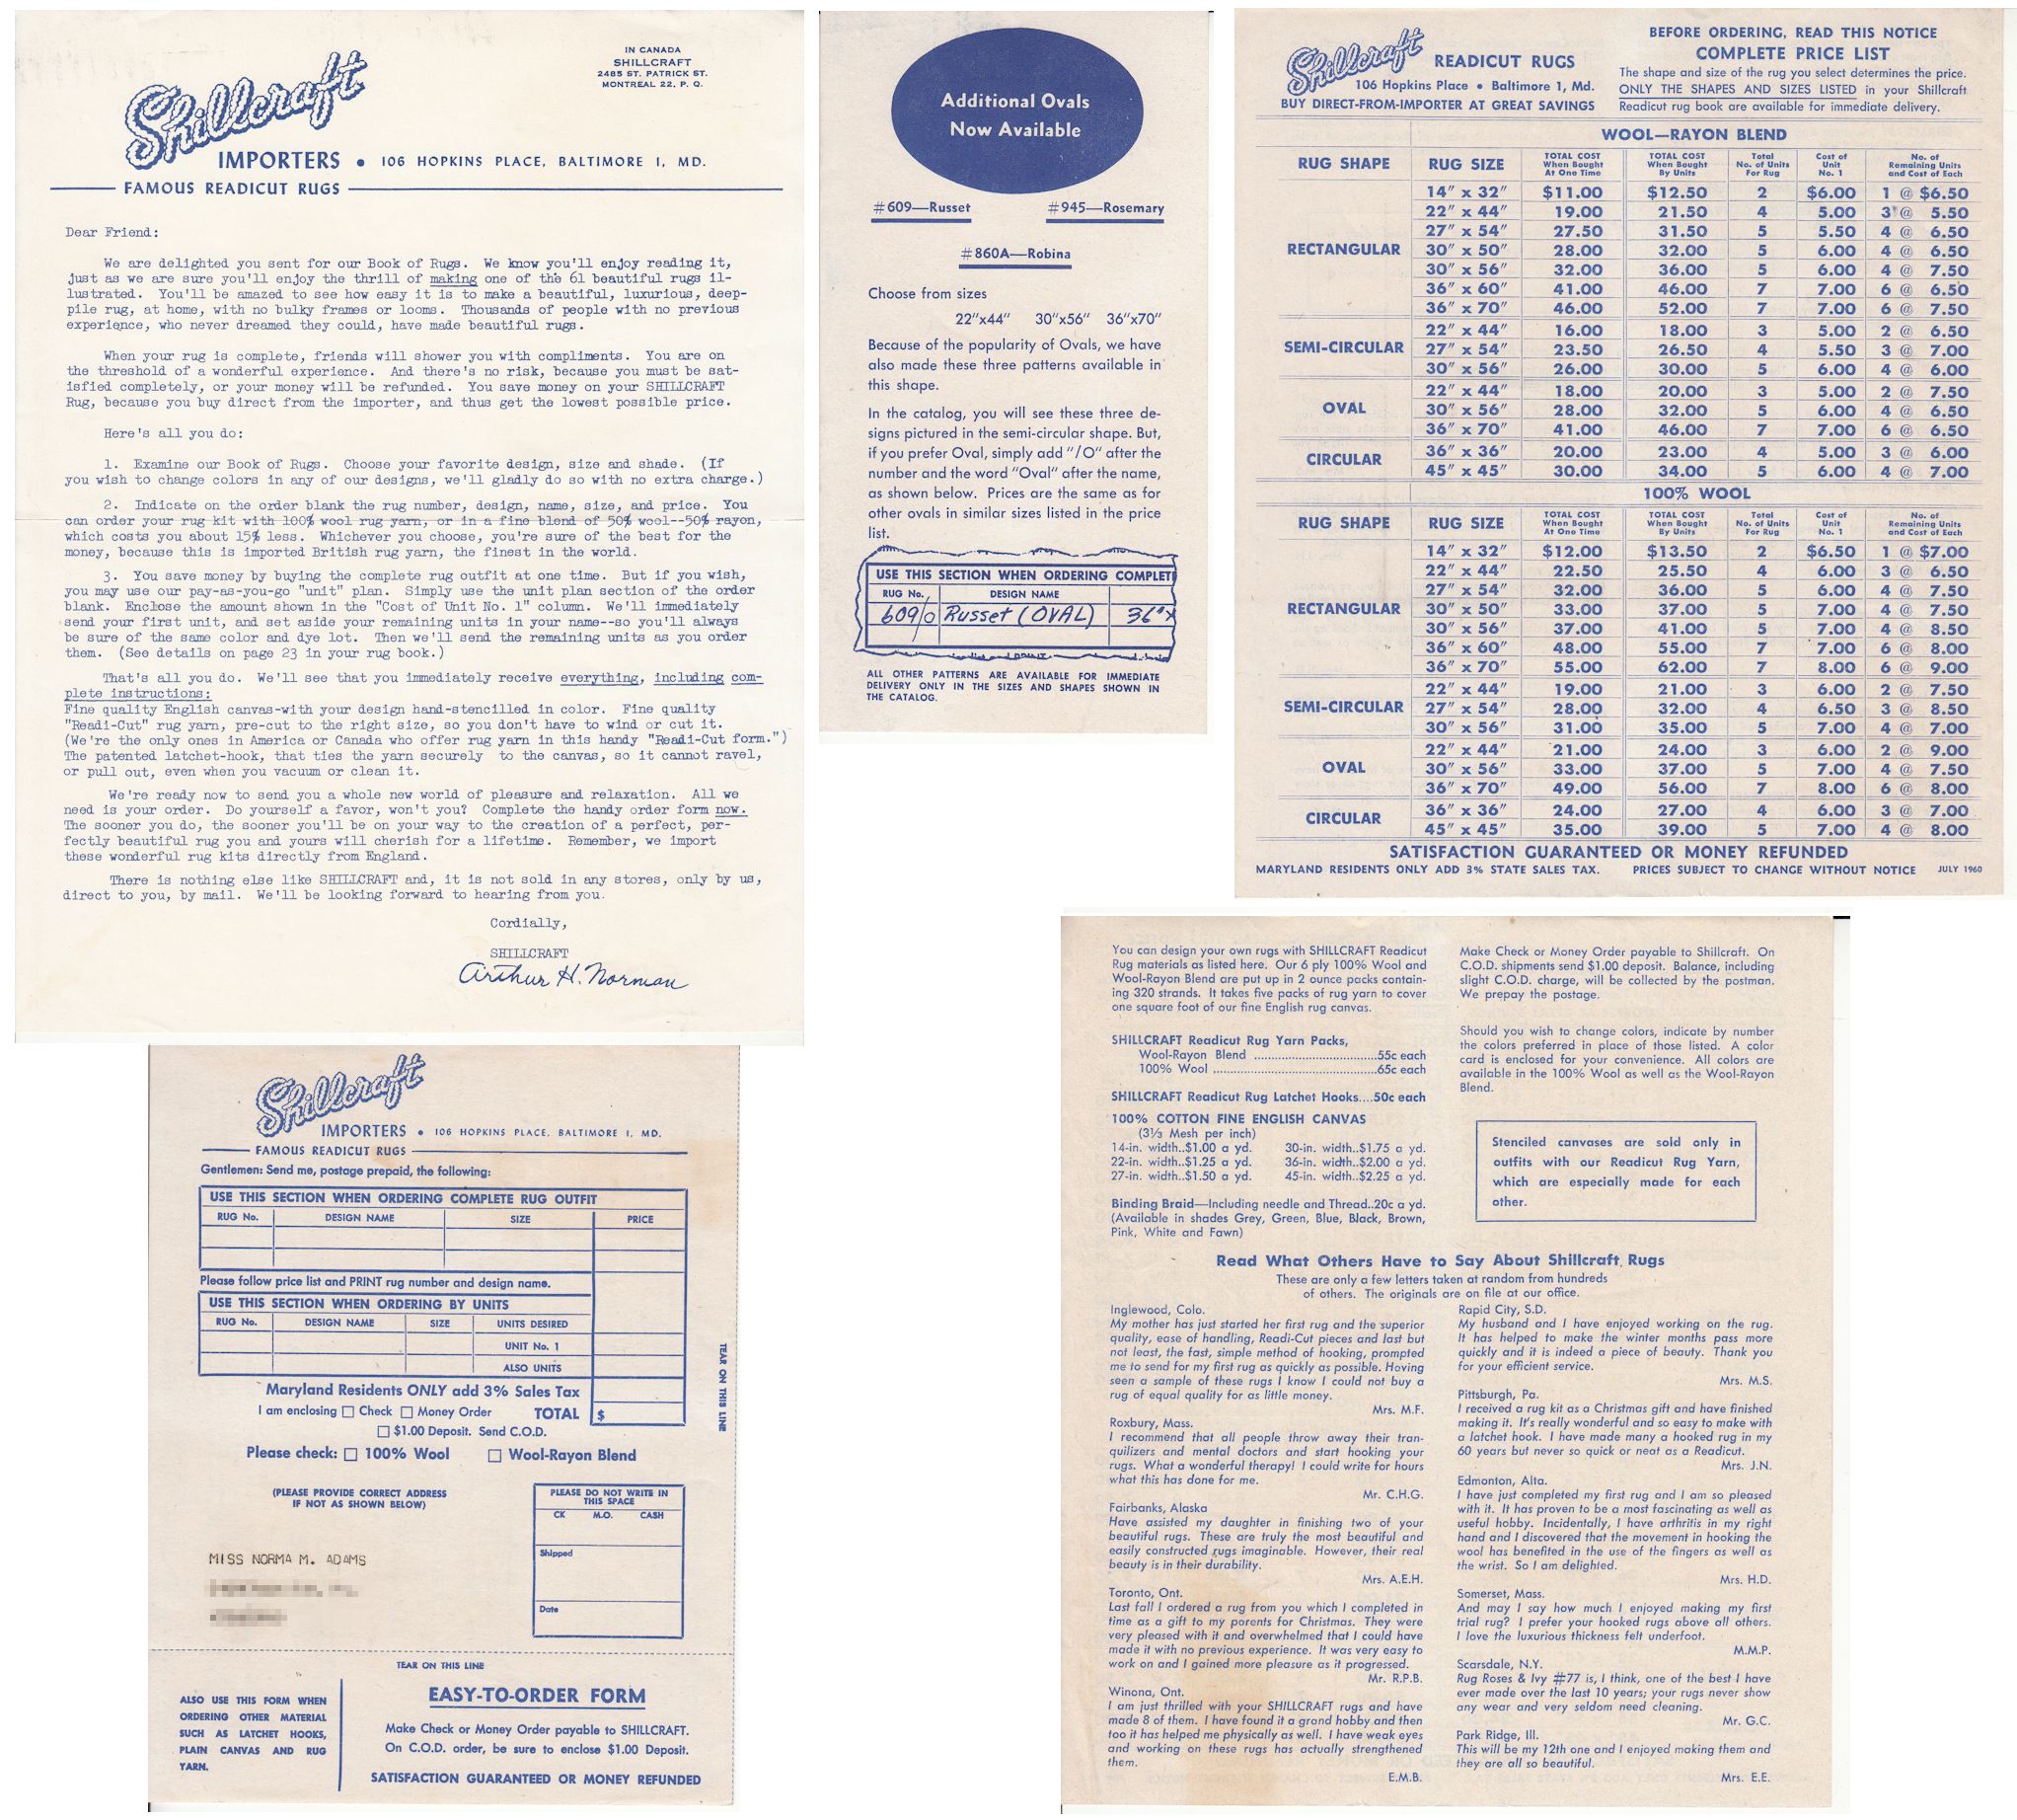 Shillcraft
IN CANADA
SHILLCRAFT
2485 ST. PATRICK ST.
MONTREAL 22, P. Q.
IMPORTERS • 106 HOPKINS PLACE, BALTIMORE 1, MD.
FAMOUS READICUT RUGS
Dear Friend:
We are delighted you sent for our Book of Rugs. We know you'll enjoy reading it,
just as we are sure you'll enjoy the thrill of making one of the 61 beautiful rugs il-
lustrated. You'll be amazed to see how easy it is to make a beautiful, luxurious, deep-
pile rug, at home, with no bulky frames or looms. Thousands of people with no previous
experience, who never dreamed they could, have made beautiful rugs.
When your rug is complete, friends will shower you with compliments. You are on
the threshold of a wonderful experience. And there's no risk, because you must be sat-
isfied completely, or your money will be refunded. You save money on your SHILLCRAFT
Rug, because you buy direct from the importer, and thus get the lowest possible price.
Here's all you do:
1. Examine our Book of Rugs. Choose your favorite design, size and shade. (If
you wish to change colors in any of our designs, we'll gladly do so with no extra charge.)
2. Indicate on the order blank the rug number, design, name, size, and price. You
can order your rug kit with 100% wool rug yarn, or in a fine blend of 50% wool--50% rayon,
which costs you about 15% less. Whichever you choose, you're sure of the best for the
money, because this is imported British rug yarn, the finest in the world.
3. You save money by buying the complete rug outfit at one time. But if you wish,
you may use our pay-as-you-go "unit" plan. Simply use the unit plan section of the order
blank. Enclose the amount shown in the "Cost of Unit No. 1" column. We'll immediately
send your first unit, and set aside your remaining units in your name--so you'll always
be sure of the same color and dye lot. Then we'll send the remaining units as you order
them. (See details on page 23 in your rug book.)
That's all you do. We'll see that you immediately receive everything, including com-
plete instructions:
Fine quality English canvas-with your design hand-stencilled in color. Fine quality
"Readi-Cut" rug yarn, pre-cut to the right size, so you don't have to wind or cut it.
(We're the only ones in America or Canada who offer rug yarn in this handy "Readi-Cut form.")
The patented latchet-hook, that ties the yarn securely to the canvas, so it cannot ravel,
or pull out, even when you vacuum or clean it.
We're ready now to send you a whole new world of pleasure and relaxation. All we
need is your order. Do yourself a favor, won't you? Complete the handy order form now.
The sooner you do, the sooner you'll be on your way to the creation of a perfect, per-
fectly beautiful rug you and yours will cherish for a lifetime. Remember, we import
these wonderful rug kits directly from England.
There is nothing else like SHILLCRAFT and, it is not sold in any stores, only by us,
direct to you, by mail. We'll be looking forward to hearing from you.
Cordially,
SHILLCRAFT
Arthur H. Norman
Additional Ovals
Now Available
#609—Russet #945—Rosemary
#860A—Robina
Choose from sizes
22"x44" 30"x56" 36"x70"
Because of the popularity of Ovals, we have
also made these three patterns available in
this shape.
In the catalog, you will see these three de-
signs pictured in the semi-circular shape. But,
if you prefer Oval, simply add "/O" after the
number and the word "Oval" after the name,
as shown below. Prices are the same as for
other ovals in similar sizes listed in the price
list.
USE THIS SECTION WHEN ORDERING COMPLET
RUG No. DESIGN NAME
609/O Russet (OVAL) 36"x
ALL OTHER PATTERNS ARE AVAILABLE FOR IMMEDIATE
DELIVERY ONLY IN THE SIZES AND SHAPES SHOWN IN
THE CATALOG.
Shillcraft READICUT RUGS
106 Hopkins Place • Baltimore 1, Md.
BUY DIRECT-FROM-IMPORTER AT GREAT SAVINGS
BEFORE ORDERING, READ THIS NOTICE
COMPLETE PRICE LIST
The shape and size of the rug you select determines the price.
ONLY THE SHAPES AND SIZES LISTED in your Shillcraft
Readicut rug book are available for immediate delivery.
WOOL—RAYON BLEND
RUG SHAPE RUG SIZE TOTAL COST When Bought At One Time TOTAL COST When Bought By Units Total No. of Units For Rug Cost of Unit No. 1 No. of Remaining Units and Cost of Each
RECTANGULAR
14" x 32" $11.00 $12.50 2 $6.00 1 @ $6.50
22" x 44" 19.00 21.50 4 5.00 3 @ 5.50
27" x 54" 27.50 31.50 5 5.50 4 @ 6.50
30" x 50" 28.00 32.00 5 6.00 4 @ 6.50
30" x 56" 32.00 36.00 5 6.00 4 @ 7.50
36" x 60" 41.00 46.00 7 7.00 6 @ 6.50
36" x 70" 46.00 52.00 7 7.00 6 @ 7.50
SEMI-CIRCULAR
22" x 44" 16.00 18.00 3 5.00 2 @ 6.50
27" x 54" 23.50 26.50 4 5.50 3 @ 7.00
30" x 56" 26.00 30.00 5 6.00 4 @ 6.00
OVAL
22" x 44" 18.00 20.00 3 5.00 2 @ 7.50
30" x 56" 28.00 32.00 5 6.00 4 @ 6.50
36" x 70" 41.00 46.00 7 7.00 6 @ 6.50
CIRCULAR
36" x 36" 20.00 23.00 4 5.00 3 @ 6.00
45" x 45" 30.00 34.00 5 6.00 4 @ 7.00
100% WOOL
RUG SHAPE RUG SIZE TOTAL COST When Bought At One Time TOTAL COST When Bought By Units Total No. of Units For Rug Cost of Unit No. 1 No. of Remaining Units and Cost of Each
RECTANGULAR
14" x 32" $12.00 $13.50 2 $6.50 1 @ $7.00
22" x 44" 22.50 25.50 4 6.00 3 @ 6.50
27" x 54" 32.00 36.00 5 6.00 4 @ 7.50
30" x 50" 33.00 37.00 5 7.00 4 @ 7.50
30" x 56" 37.00 41.00 5 7.00 4 @ 8.50
36" x 60" 48.00 55.00 7 7.00 6 @ 8.00
36" x 70" 55.00 62.00 7 8.00 6 @ 9.00
SEMI-CIRCULAR
22" x 44" 19.00 21.00 3 6.00 2 @ 7.50
27" x 54" 28.00 32.00 4 6.50 3 @ 8.50
30" x 56" 31.00 35.00 5 7.00 4 @ 7.00
OVAL
22" x 44" 21.00 24.00 3 6.00 2 @ 9.00
30" x 56" 33.00 37.00 5 7.00 4 @ 7.50
36" x 70" 49.00 56.00 7 8.00 6 @ 8.00
CIRCULAR
36" x 36" 24.00 27.00 4 6.00 3 @ 7.00
45" x 45" 35.00 39.00 5 7.00 4 @ 8.00
SATISFACTION GUARANTEED OR MONEY REFUNDED
MARYLAND RESIDENTS ONLY ADD 3% STATE SALES TAX. PRICES SUBJECT TO CHANGE WITHOUT NOTICE JULY 1960
Shillcraft
IMPORTERS • 106 HOPKINS PLACE, BALTIMORE 1, MD.
FAMOUS READICUT RUGS
Gentlemen: Send me, postage prepaid, the following:
USE THIS SECTION WHEN ORDERING COMPLETE RUG OUTFIT
RUG No. DESIGN NAME SIZE PRICE
Please follow price list and PRINT rug number and design name.
USE THIS SECTION WHEN ORDERING BY UNITS
RUG No. DESIGN NAME SIZE UNITS DESIRED
UNIT No. 1
ALSO UNITS
Maryland Residents ONLY add 3% Sales Tax
I am enclosing Check Money Order TOTAL $
$1.00 Deposit. Send C.O.D.
Please check: 100% Wool Wool-Rayon Blend
TEAR ON THIS LINE
(PLEASE PROVIDE CORRECT ADDRESS
IF NOT AS SHOWN BELOW)
PLEASE DO NOT WRITE IN
THIS SPACE
CK M.O. CASH
Shipped
Date
MISS NORMA M. ADAMS
TEAR ON THIS LINE
ALSO USE THIS FORM WHEN
ORDERING OTHER MATERIAL
SUCH AS LATCHET HOOKS,
PLAIN CANVAS AND RUG
YARN.
EASY-TO-ORDER FORM
Make Check or Money Order payable to SHILLCRAFT.
On C.O.D. order, be sure to enclose $1.00 Deposit.
SATISFACTION GUARANTEED OR MONEY REFUNDED
You can design your own rugs with SHILLCRAFT Readicut
Rug materials as listed here. Our 6 ply 100% Wool and
Wool-Rayon Blend are put up in 2 ounce packs contain-
ing 320 strands. It takes five packs of rug yarn to cover
one square foot of our fine English rug canvas.
SHILLCRAFT Readicut Rug Yarn Packs,
Wool-Rayon Blend ....................................55c each
100% Wool ..............................................65c each
SHILLCRAFT Readicut Rug Latchet Hooks....50c each
100% COTTON FINE ENGLISH CANVAS
(3⅓ Mesh per inch)
14-in. width..$1.00 a yd. 30-in. width..$1.75 a yd.
22-in. width..$1.25 a yd. 36-in. width..$2.00 a yd.
27-in. width..$1.50 a yd. 45-in. width..$2.25 a yd.
Binding Braid—Including needle and Thread..20c a yd.
(Available in shades Grey, Green, Blue, Black, Brown,
Pink, White and Fawn)
Make Check or Money Order payable to Shillcraft. On
C.O.D. shipments send $1.00 deposit. Balance, including
slight C.O.D. charge, will be collected by the postman.
We prepay the postage.
Should you wish to change colors, indicate by number
the colors preferred in place of those listed. A color
card is enclosed for your convenience. All colors are
available in the 100% Wool as well as the Wool-Rayon
Blend.
Stenciled canvases are sold only in
outfits with our Readicut Rug Yarn,
which are especially made for each
other.
Read What Others Have to Say About Shillcraft Rugs
These are only a few letters taken at random from hundreds
of others. The originals are on file at our office.
Inglewood, Colo.
My mother has just started her first rug and the superior
quality, ease of handling, Readi-Cut pieces and last but
not least, the fast, simple method of hooking, prompted
me to send for my first rug as quickly as possible. Having
seen a sample of these rugs I know I could not buy a
rug of equal quality for as little money.
Mrs. M.F.
Roxbury, Mass.
I recommend that all people throw away their tran-
quilizers and mental doctors and start hooking your
rugs. What a wonderful therapy! I could write for hours
what this has done for me.
Mr. C.H.G.
Fairbanks, Alaska
Have assisted my daughter in finishing two of your
beautiful rugs. These are truly the most beautiful and
easily constructed rugs imaginable. However, their real
beauty is in their durability.
Mrs. A.E.H.
Toronto, Ont.
Last fall I ordered a rug from you which I completed in
time as a gift to my parents for Christmas. They were
very pleased with it and overwhelmed that I could have
made it with no previous experience. It was very easy to
work on and I gained more pleasure as it progressed.
Mr. R.P.B.
Winona, Ont.
I am just thrilled with your SHILLCRAFT rugs and have
made 8 of them. I have found it a grand hobby and then
too it has helped me physically as well. I have weak eyes
and working on these rugs has actually strengthened
them.
E.M.B.
Rapid City, S.D.
My husband and I have enjoyed working on the rug.
It has helped to make the winter months pass more
quickly and it is indeed a piece of beauty. Thank you
for your efficient service.
Mrs. M.S.
Pittsburgh, Pa.
I received a rug kit as a Christmas gift and have finished
making it. It's really wonderful and so easy to make with
a latchet hook. I have made many a hooked rug in my
60 years but never so quick or neat as a Readicut.
Mrs. J.N.
Edmonton, Alta.
I have just completed my first rug and I am so pleased
with it. It has proven to be a most fascinating as well as
useful hobby. Incidentally, I have arthritis in my right
hand and I discovered that the movement in hooking the
wool has benefited in the use of the fingers as well as
the wrist. So I am delighted.
Mrs. H.D.
Somerset, Mass.
And may I say how much I enjoyed making my first
trial rug? I prefer your hooked rugs above all others.
I love the luxurious thickness felt underfoot.
M.M.P.
Scarsdale, N.Y.
Rug Roses & Ivy #77 is, I think, one of the best I have
ever made over the last 10 years; your rugs never show
any wear and very seldom need cleaning.
Mr. G.C.
Park Ridge, Ill.
This will be my 12th one and I enjoyed making them and
they are all so beautiful.
Mrs. E.E.